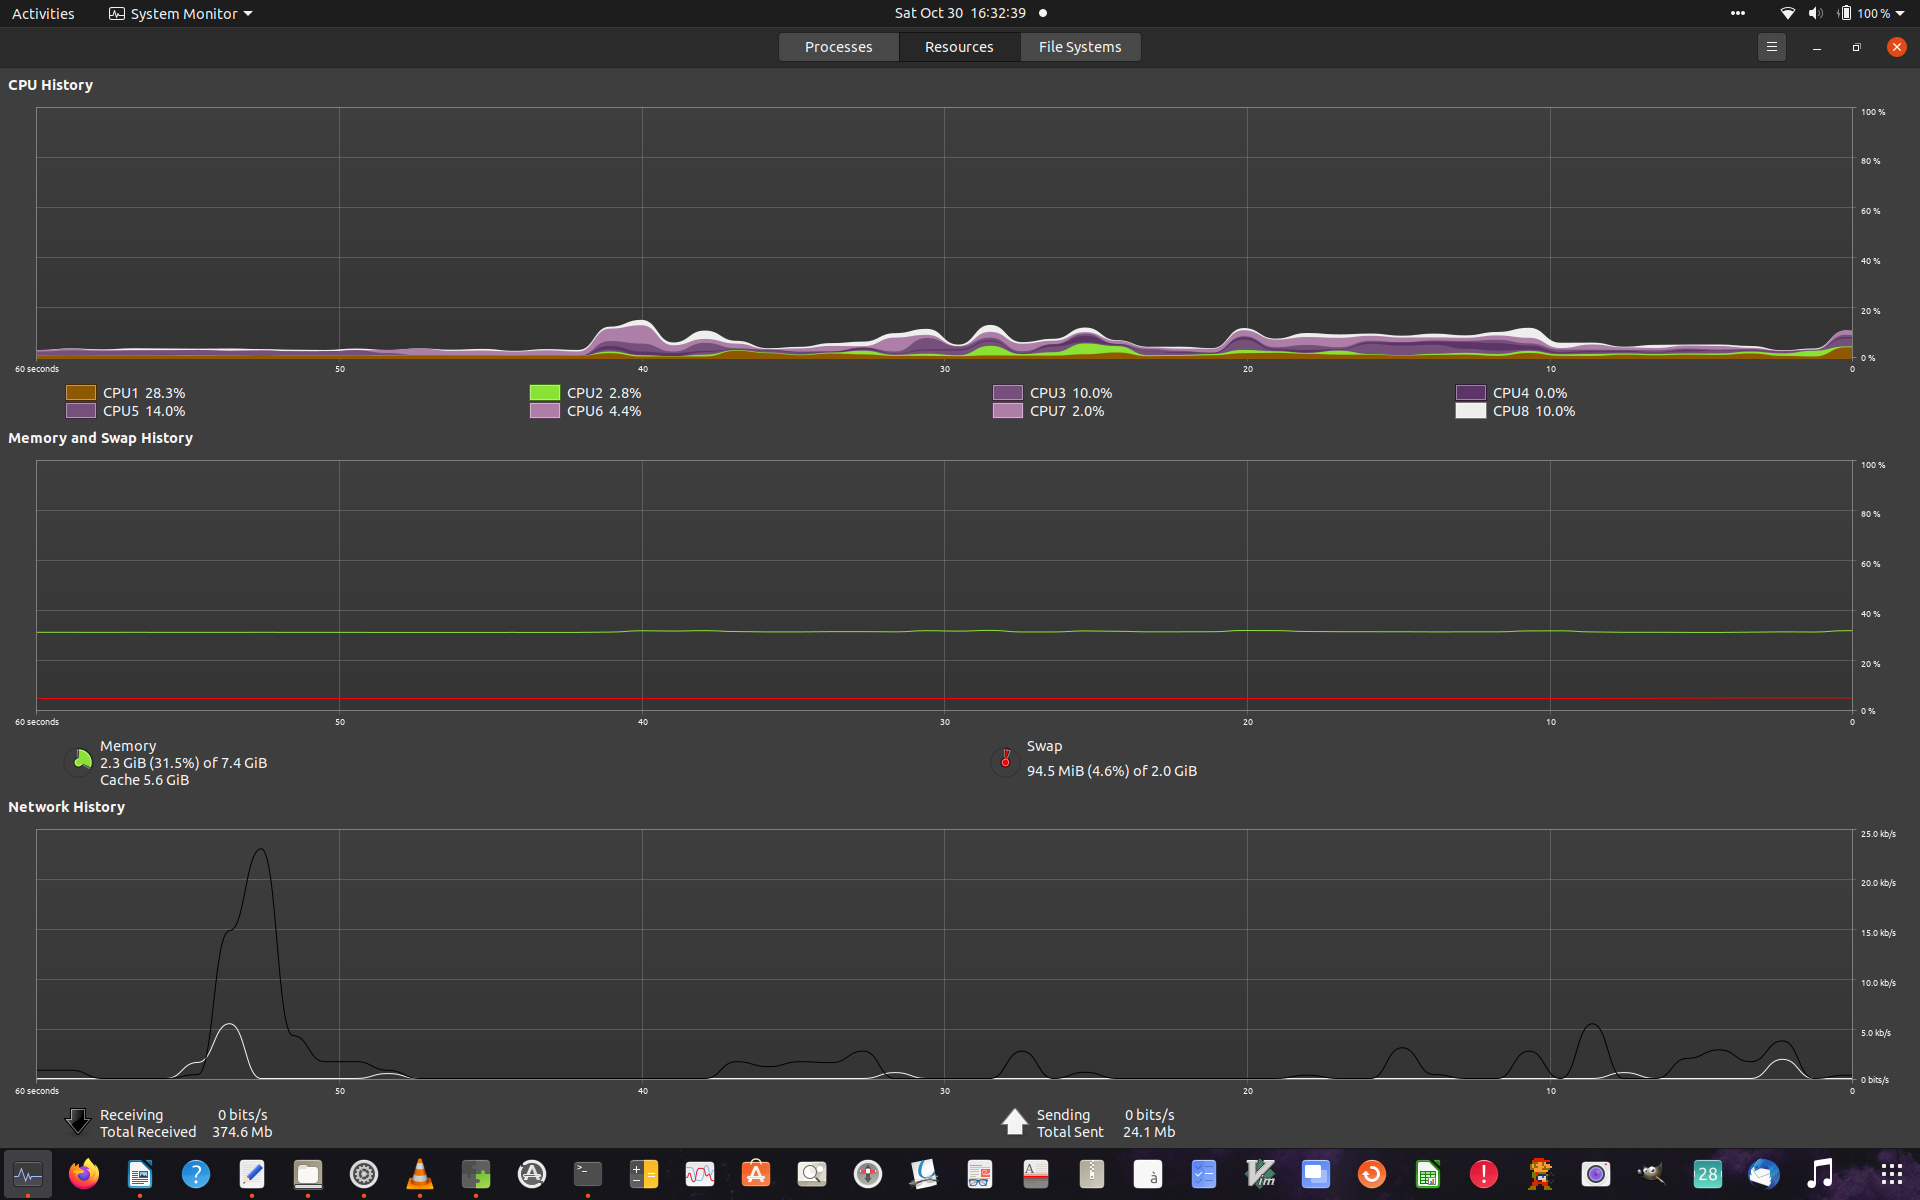 Activities System Monitor Sat Oct 30 16:32:39 100 %
Processes Resources File Systems
CPU History
100 %
80 %
60 %
40 %
20 %
0 %
60 seconds 50 40 30 20 10 0
CPU1 28.3% CPU2 2.8% CPU3 10.0% CPU4 0.0%
CPU5 14.0% CPU6 4.4% CPU7 2.0% CPU8 10.0%
Memory and Swap History
100 %
80 %
60 %
40 %
20 %
0 %
60 seconds 50 40 30 20 10 0
Memory
2.3 GiB (31.5%) of 7.4 GiB
Cache 5.6 GiB
Swap
94.5 MiB (4.6%) of 2.0 GiB
Network History
25.0 kb/s
20.0 kb/s
15.0 kb/s
10.0 kb/s
5.0 kb/s
0 bits/s
60 seconds 50 40 30 20 10 0
Receiving 0 bits/s Sending 0 bits/s
Total Received 374.6 Mb Total Sent 24.1 Mb
? >_ A à Vim ! 28